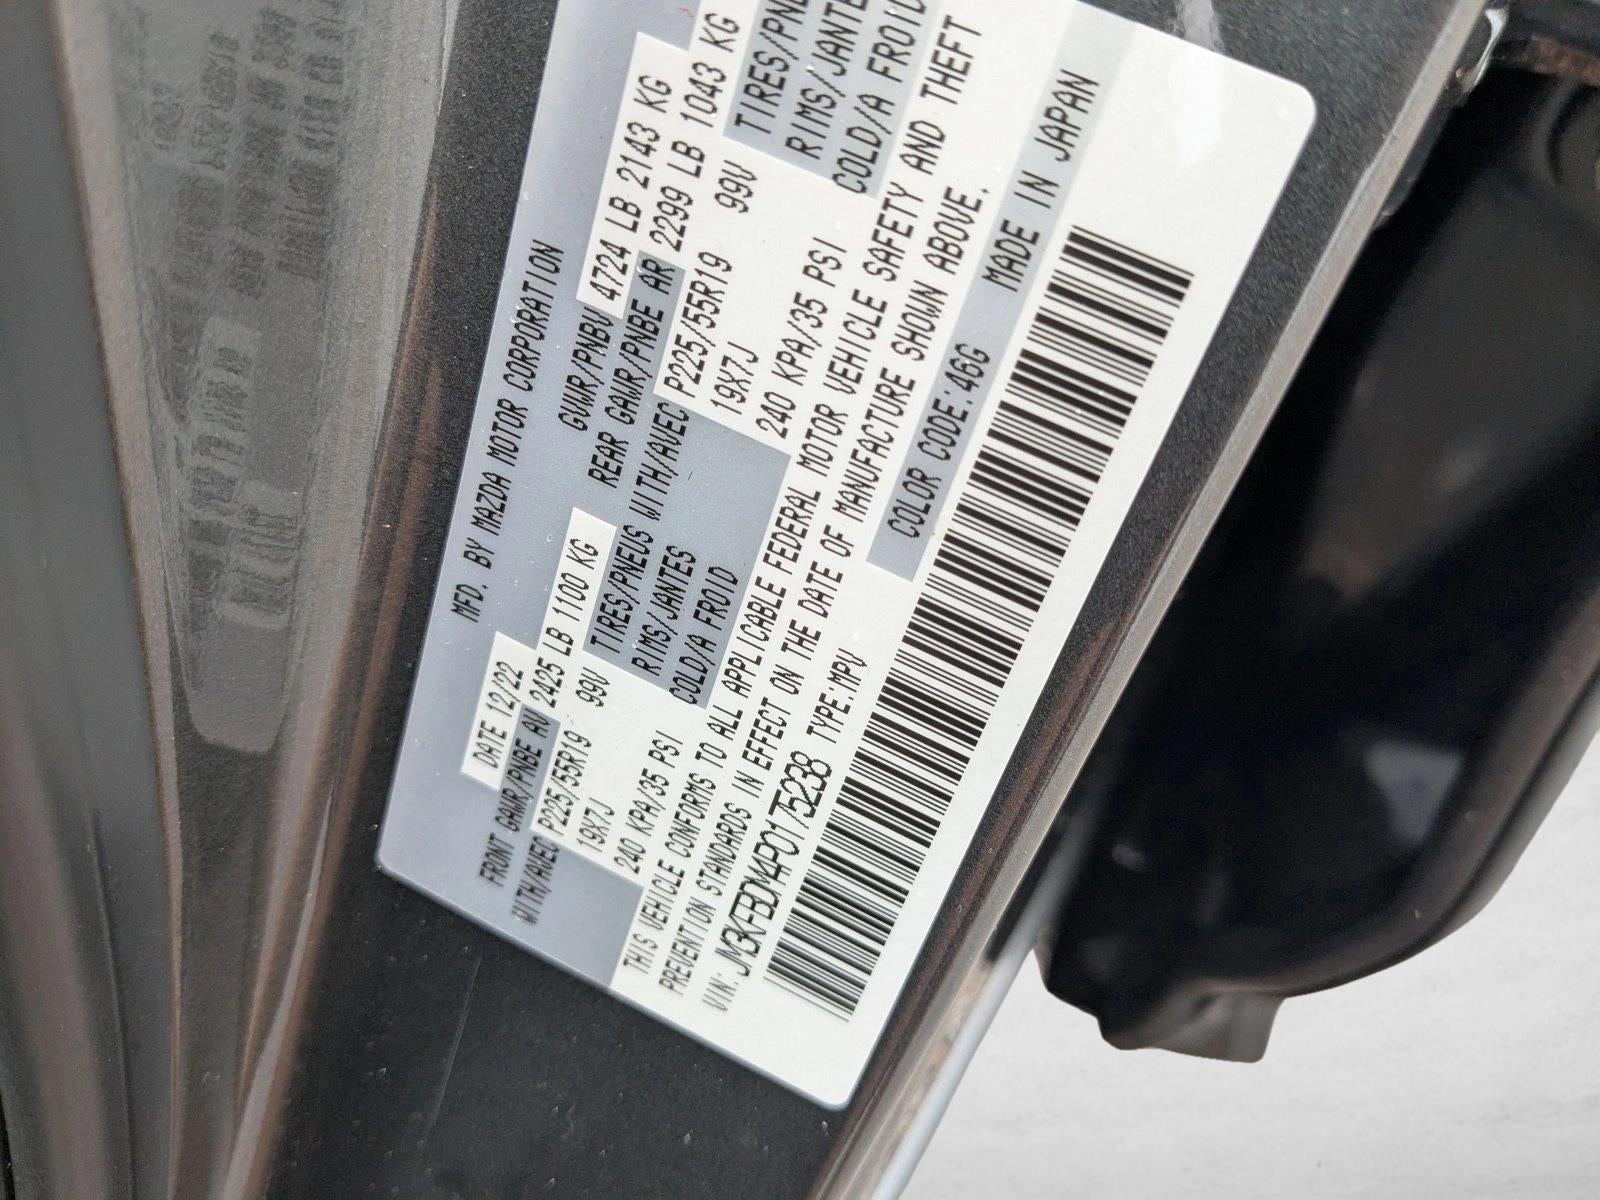 MFD. BY MAZDA MOTOR CORPORATION
DATE 12/22 GVWR/PNBV 4724 LB 2143 KG
FRONT GAWR/PNBE AV 2425 LB 1100 KG REAR GAWR/PNBE AR 2299 LB 1043 KG
WITH/AVEC P225/55R19 99V TIRES/PNEUS WITH/AVEC P225/55R19 99V TIRES/PNE
19X7J RIMS/JANTES 19X7J RIMS/JANTE
240 KPA/35 PSI COLD/A FROID 240 KPA/35 PSI COLD/A FROID
THIS VEHICLE CONFORMS TO ALL APPLICABLE FEDERAL MOTOR VEHICLE SAFETY AND THEFT
PREVENTION STANDARDS IN EFFECT ON THE DATE OF MANUFACTURE SHOWN ABOVE.
VIN: JM3KFBDM4P0175238 TYPE:MPV COLOR CODE:46G MADE IN JAPAN